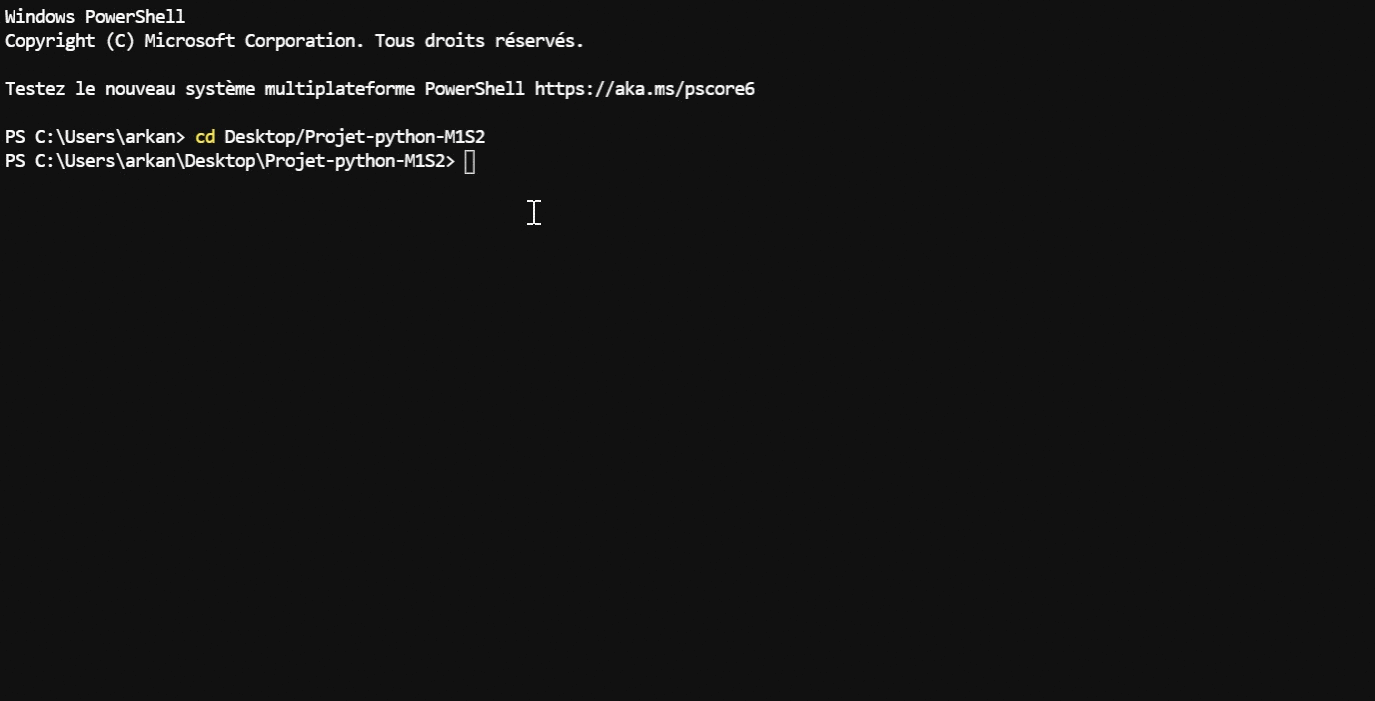 Windows PowerShell
Copyright (C) Microsoft Corporation. Tous droits réservés.
Testez le nouveau système multiplateforme PowerShell https://aka.ms/pscore6
PS C:\Users\arkan> cd Desktop/Projet-python-M1S2
PS C:\Users\arkan\Desktop\Projet-python-M1S2>